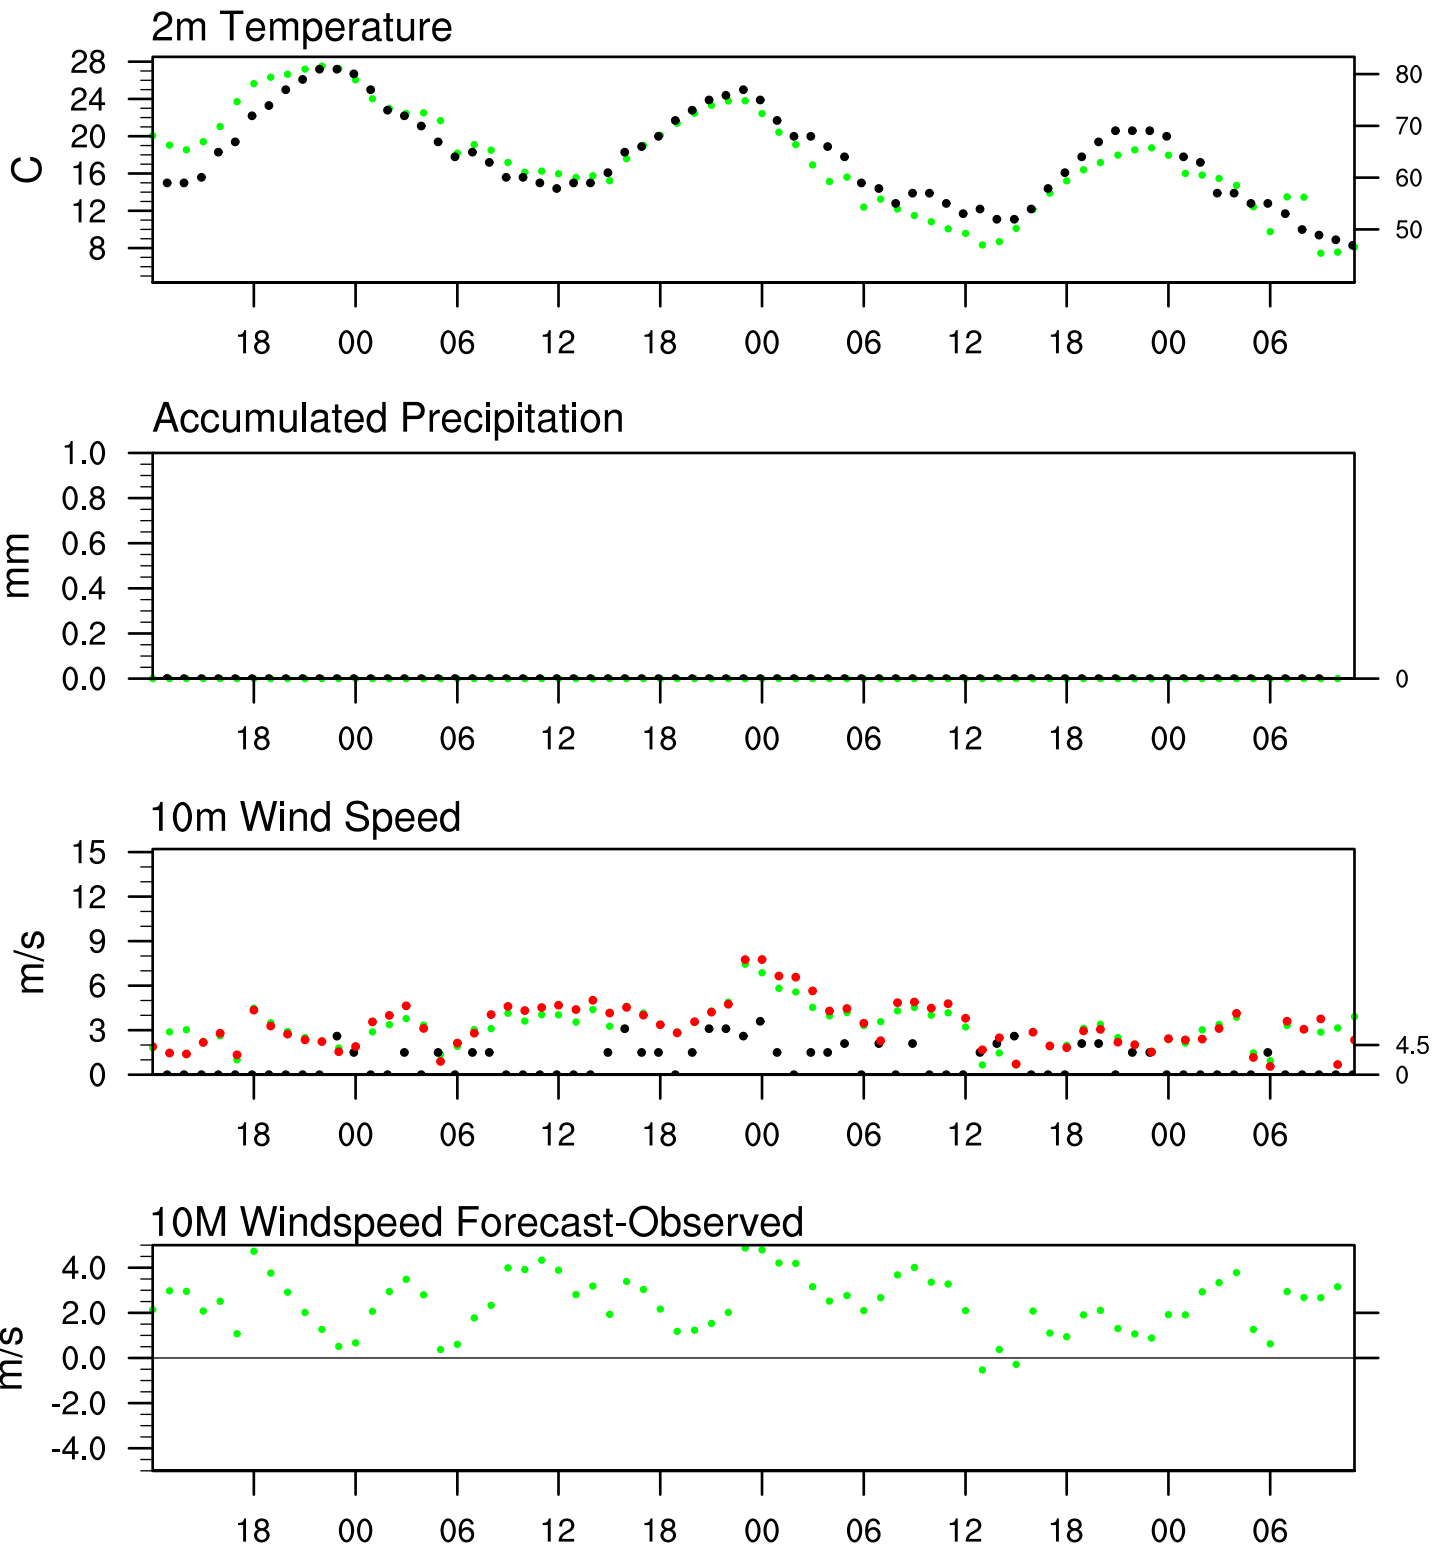 2m Temperature
28
24
20
16
12
8
C
80
70
60
50
18 00 06 12 18 00 06 12 18 00 06
Accumulated Precipitation
1.0
0.8
0.6
0.4
0.2
0.0
mm
0
18 00 06 12 18 00 06 12 18 00 06
10m Wind Speed
15
12
9
6
3
0
m/s
4.5
0
18 00 06 12 18 00 06 12 18 00 06
10M Windspeed Forecast-Observed
4.0
2.0
0.0
-2.0
-4.0
m/s
18 00 06 12 18 00 06 12 18 00 06